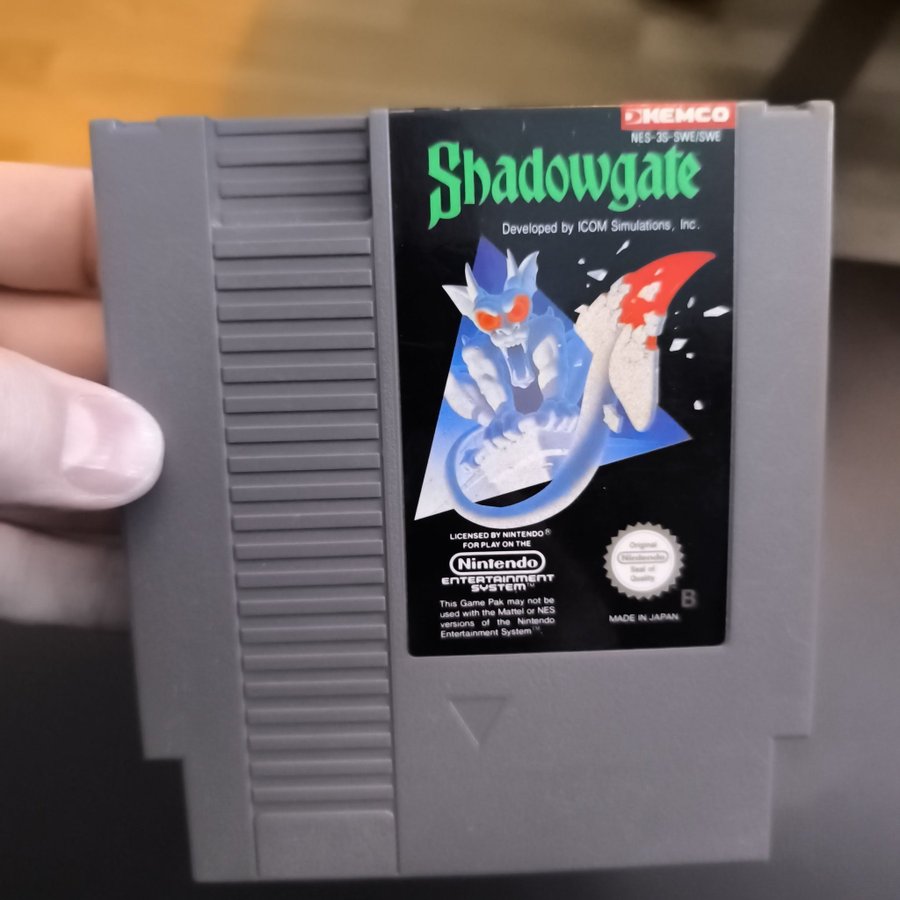 KEMCO
NES-3S-SWE/SWE
Shadowgate
Developed by ICOM Simulations, Inc.
LICENSED BY NINTENDO®
FOR PLAY ON THE
Nintendo
ENTERTAINMENT
SYSTEM™
This Game Pak may not be
used with the Mattel or NES
versions of the Nintendo
Entertainment System™.
Original
Nintendo
Seal of
Quality
B
MADE IN JAPAN